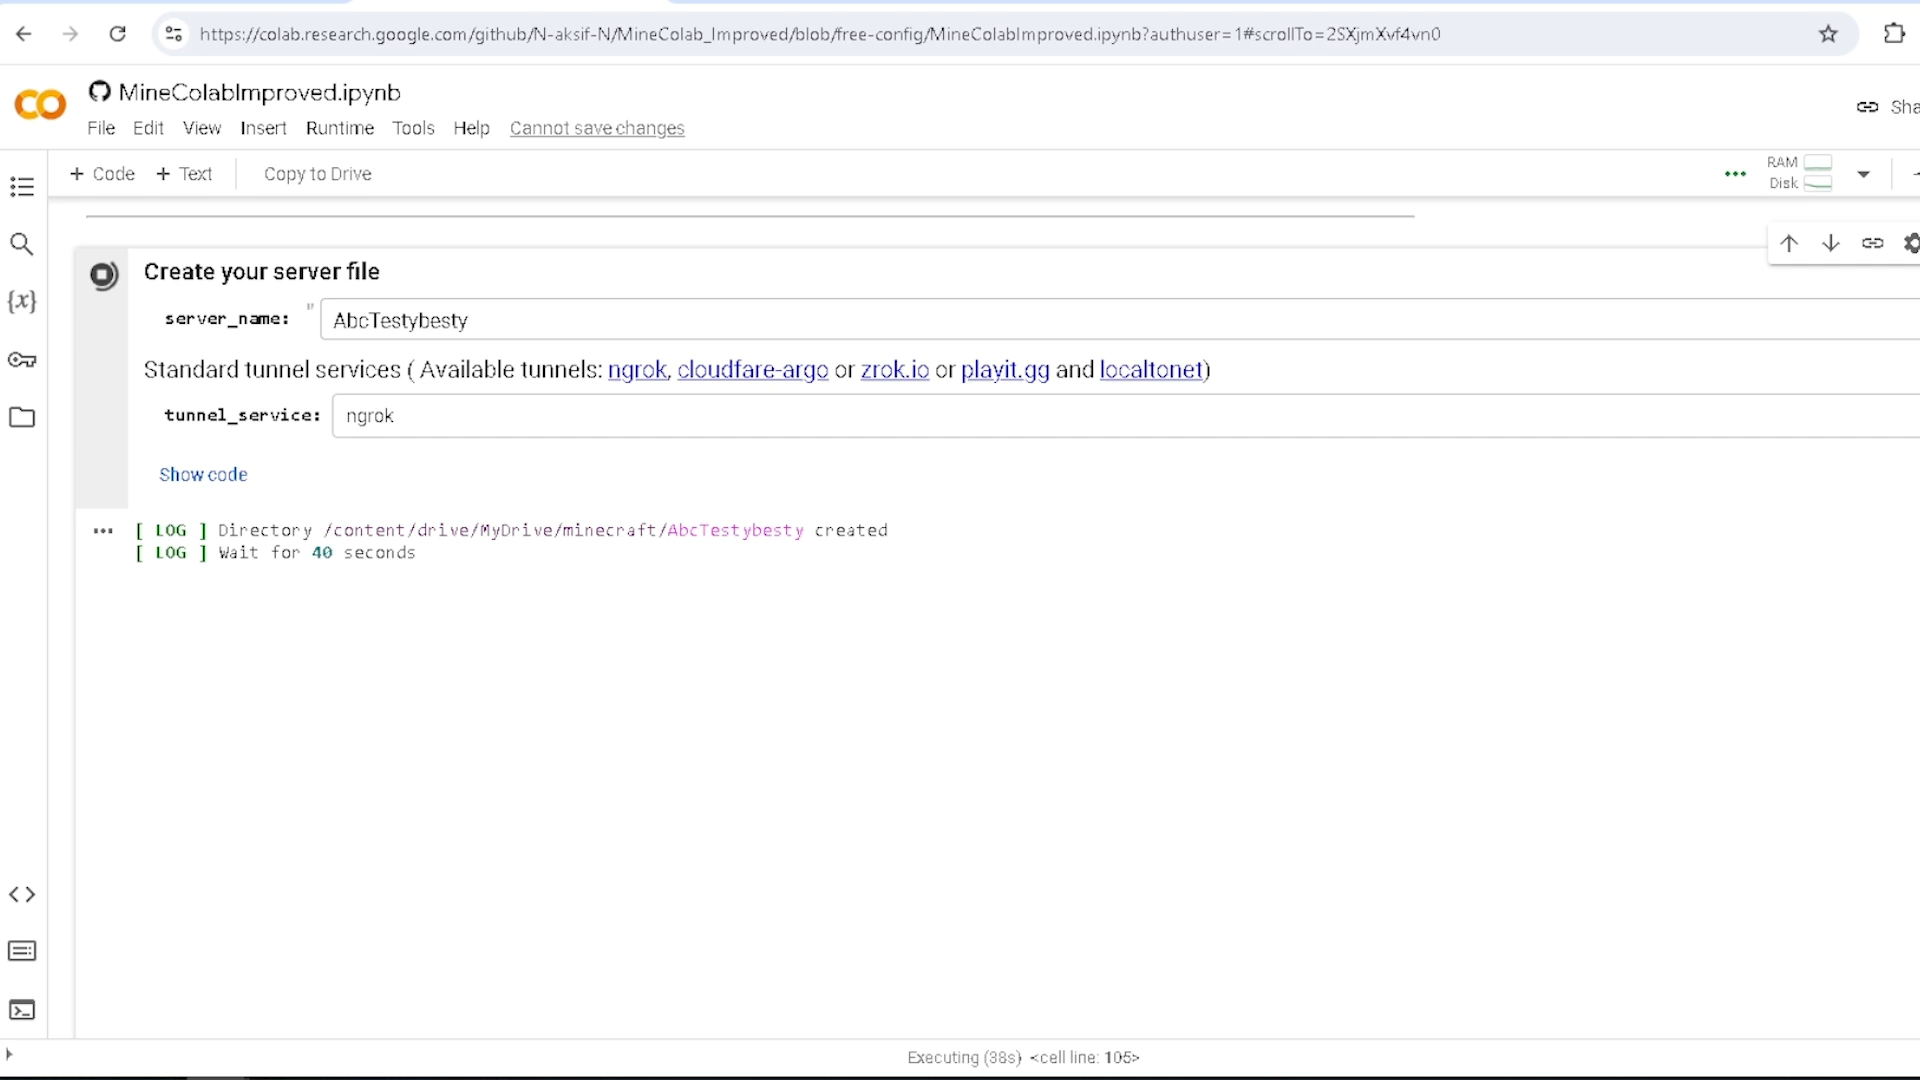 https://colab.research.google.com/github/N-aksif-N/MineColab_Improved/blob/free-config/MineColabImproved.ipynb?authuser=1#scrollTo=2SXjmXvf4vn0
MineColabImproved.ipynb
File Edit View Insert Runtime Tools Help Cannot save changes
Sha
+ Code + Text Copy to Drive
RAM
Disk
{x}
Create your server file
server_name: " AbcTestybesty
Standard tunnel services ( Available tunnels: ngrok, cloudfare-argo or zrok.io or playit.gg and localtonet)
tunnel_service: ngrok
Show code
[ LOG ] Directory /content/drive/MyDrive/minecraft/AbcTestybesty created
[ LOG ] Wait for 40 seconds
Executing (38s) <cell line: 105>